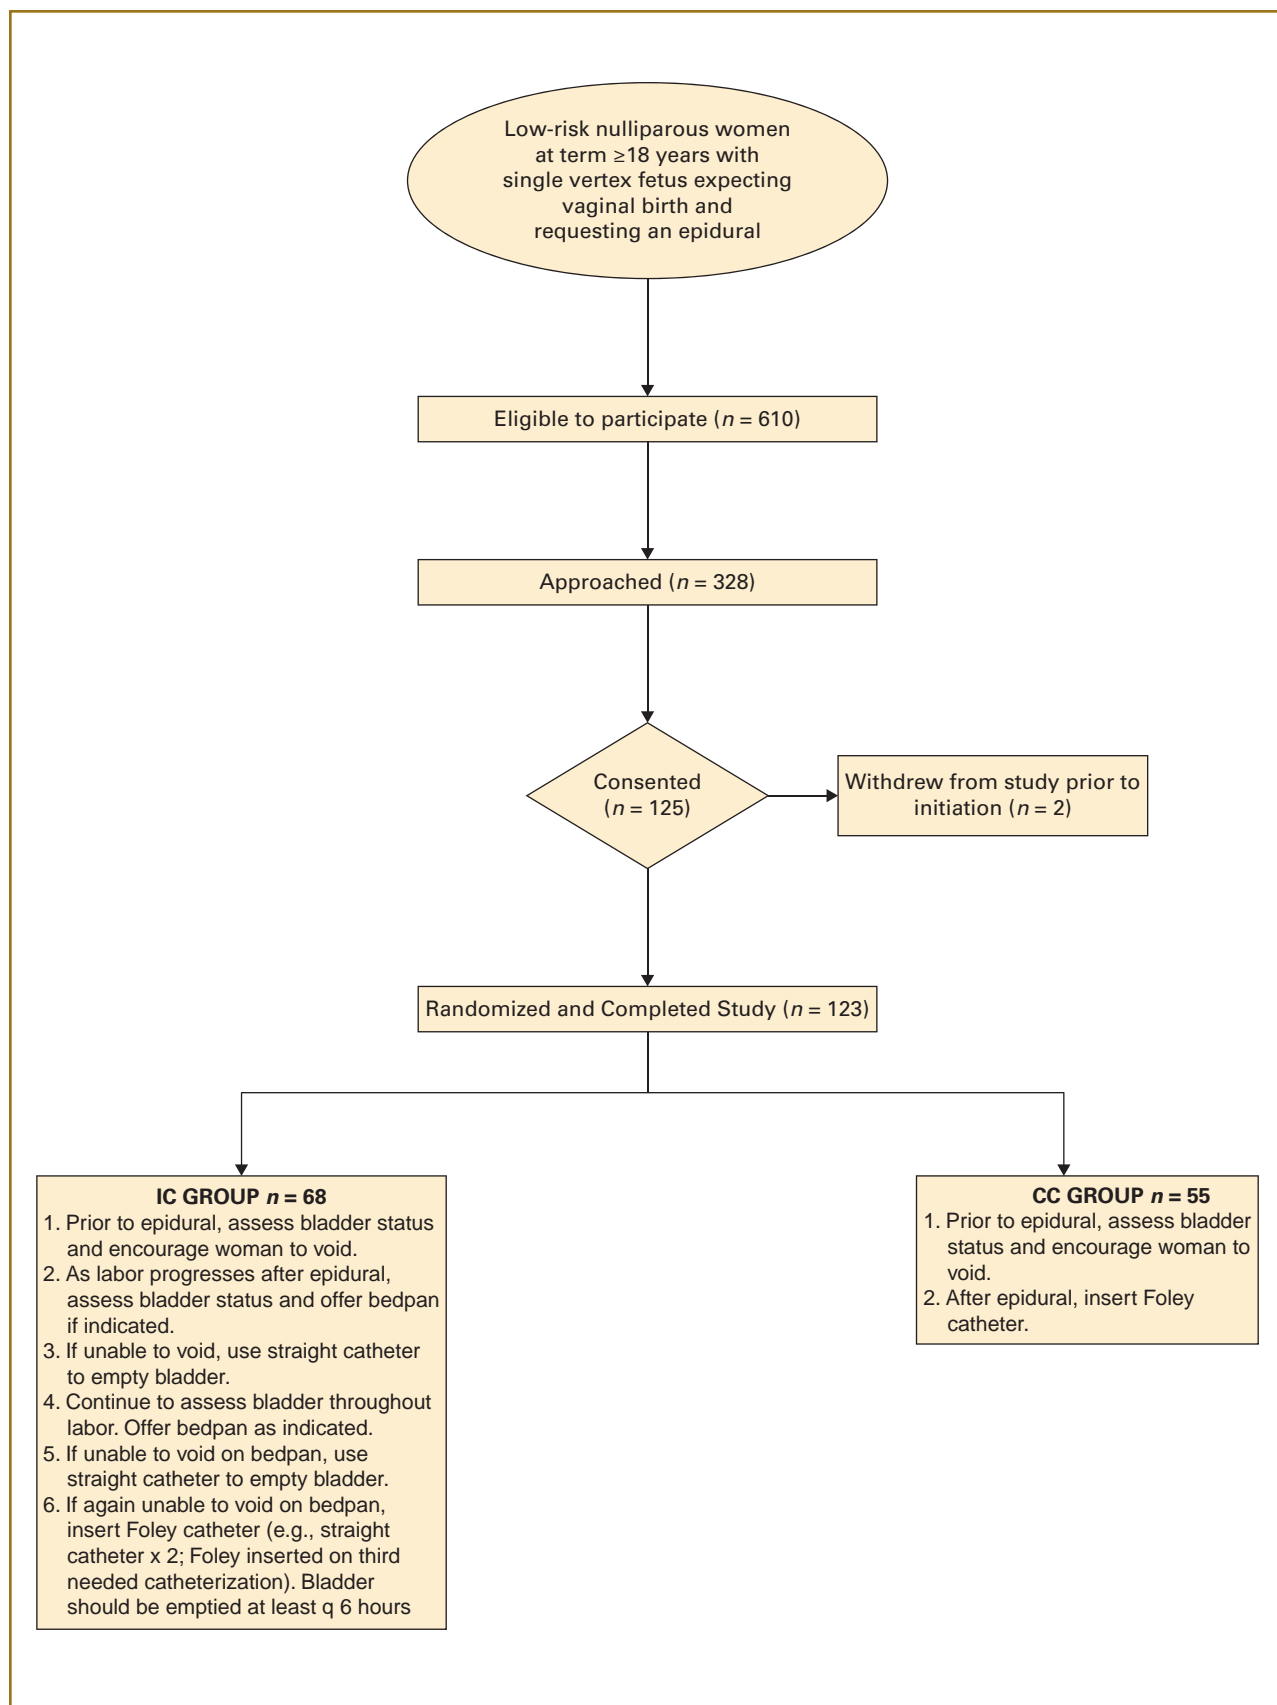 Low-risk nulliparous women
at term ≥18 years with
single vertex fetus expecting
vaginal birth and
requesting an epidural
Eligible to participate (n = 610)
Approached (n = 328)
Consented
(n = 125)
Withdrew from study prior to
initiation (n = 2)
Randomized and Completed Study (n = 123)
IC GROUP n = 68
1. Prior to epidural, assess bladder status
and encourage woman to void.
2. As labor progresses after epidural,
assess bladder status and offer bedpan
if indicated.
3. If unable to void, use straight catheter
to empty bladder.
4. Continue to assess bladder throughout
labor. Offer bedpan as indicated.
5. If unable to void on bedpan, use
straight catheter to empty bladder.
6. If again unable to void on bedpan,
insert Foley catheter (e.g., straight
catheter x 2; Foley inserted on third
needed catheterization). Bladder
should be emptied at least q 6 hours
CC GROUP n = 55
1. Prior to epidural, assess bladder
status and encourage woman to
void.
2. After epidural, insert Foley
catheter.